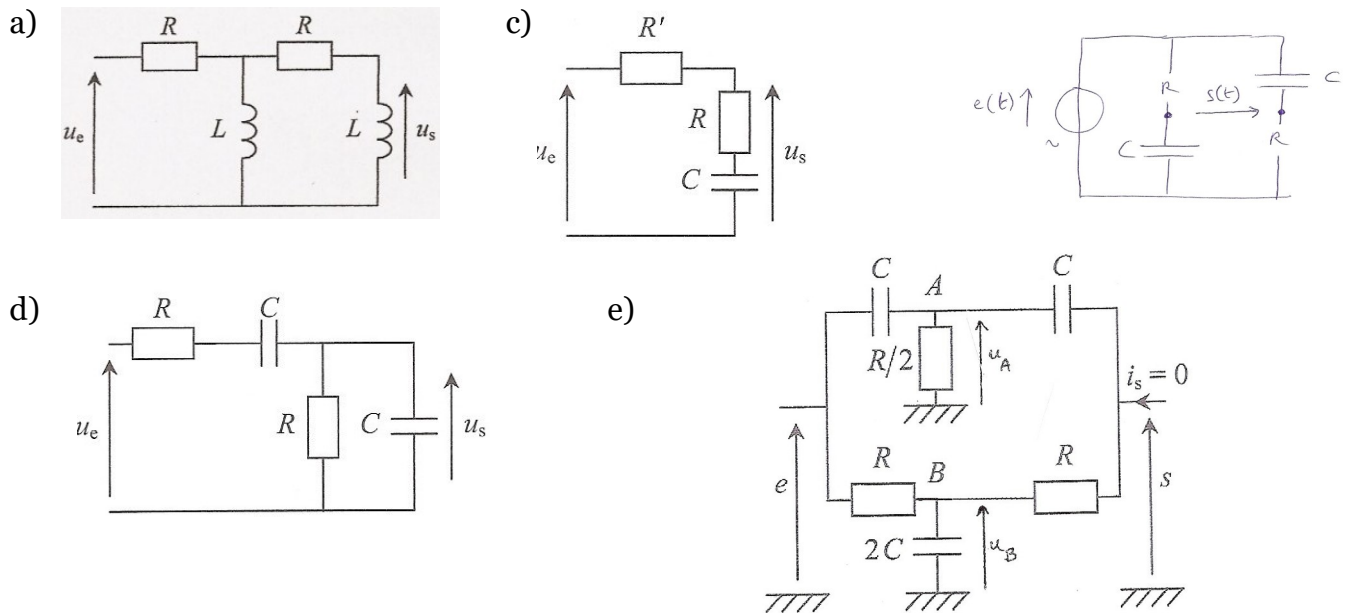 a)
R
R
L
L
u_e
u_s
c)
R'
R
C
u_e
u_s
e(t)
~
R
C
s(t)
C
R
d)
R
C
R
C
u_e
u_s
e)
C
A
C
R/2
u_A
i_s = 0
R
B
R
e
s
2C
u_B